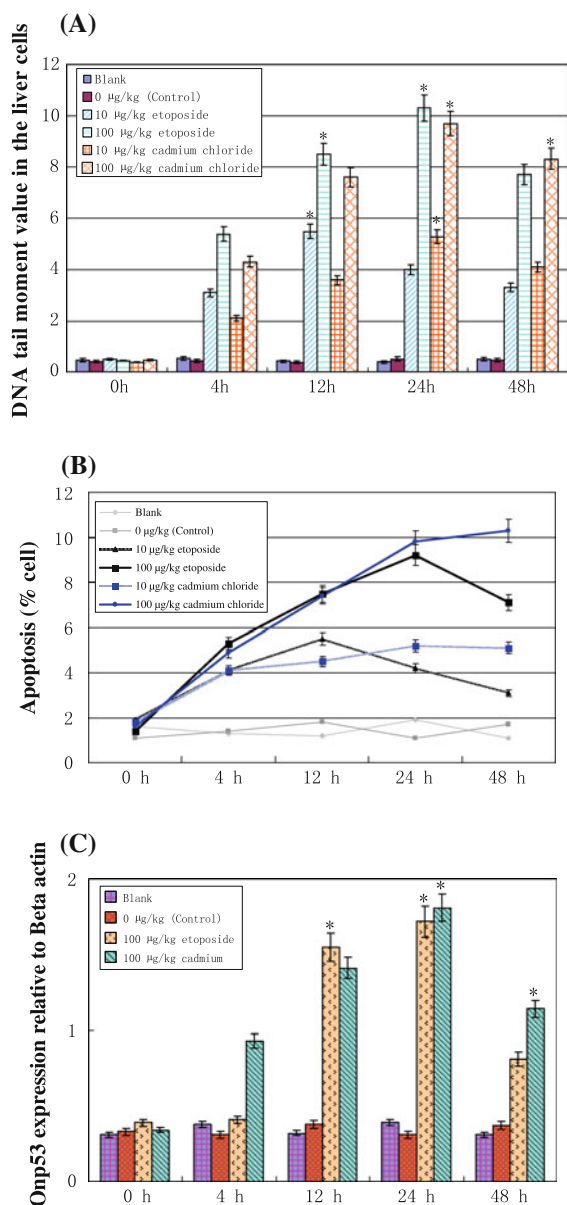 (A)
DNA tail moment value in the liver cells
12
10
8
6
4
2
0
Blank
0 μg/kg (Control)
10 μg/kg etoposide
100 μg/kg etoposide
10 μg/kg cadmium chloride
100 μg/kg cadmium chloride
* * * * * * 
0h 4h 12h 24h 48h
(B)
Apoptosis (% cell)
12
10
8
6
4
2
0
Blank
0 μg/kg (Control)
10 μg/kg etoposide
100 μg/kg etoposide
10 μg/kg cadmium chloride
100 μg/kg cadmium chloride
0 h 4 h 12 h 24 h 48 h
(C)
Onp53 expression relative to Beta actin
2
1
0
Blank
0 μg/kg (Control)
100 μg/kg etoposide
100 μg/kg cadmium
* * * *
0 h 4 h 12 h 24 h 48 h